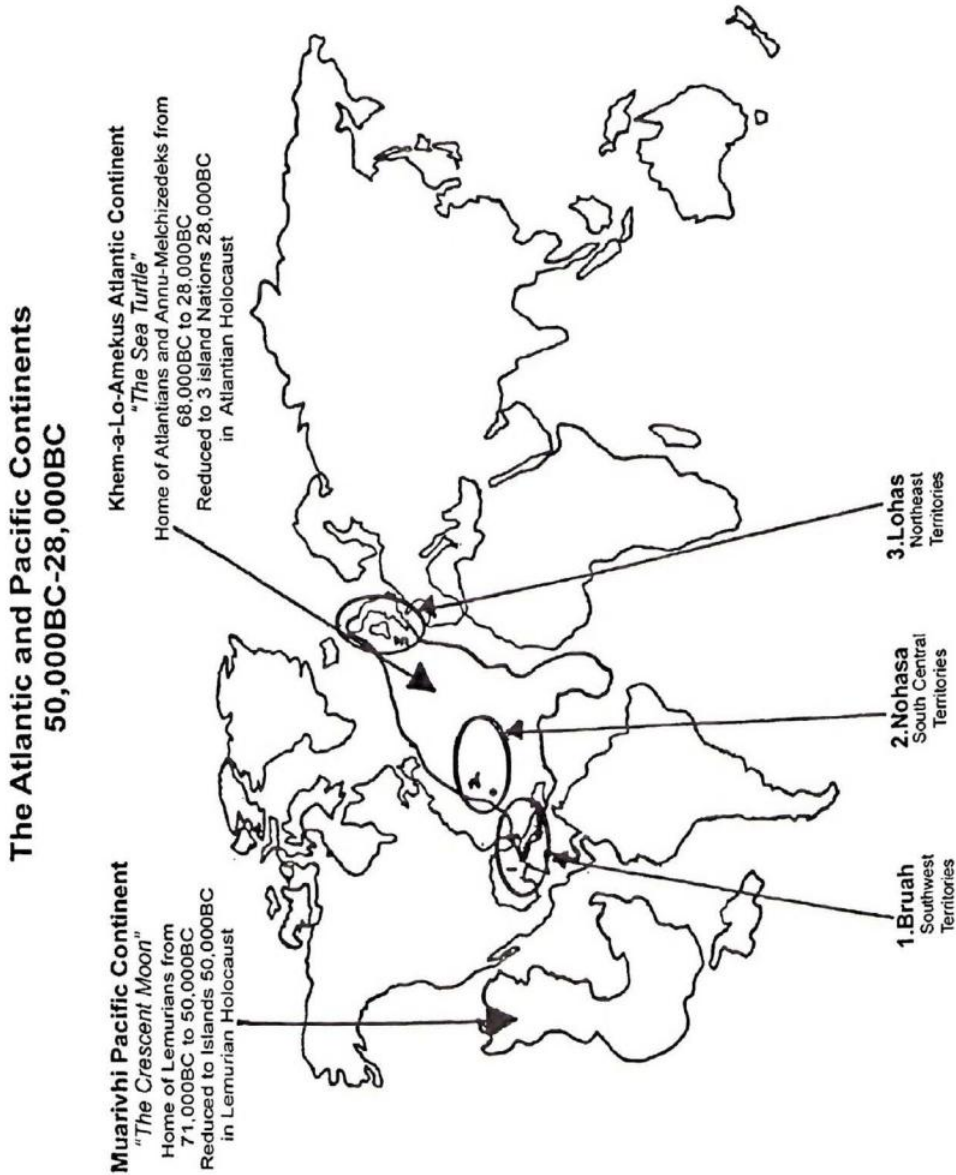 The Atlantic and Pacific Continents
50,000BC-28,000BC
Muarivhi Pacific Continent
"The Crescent Moon"
Home of Lemurians from
71,000BC to 50,000BC
Reduced to Islands 50,000BC
in Lemurian Holocaust
Khem-a-Lo-Amekus Atlantic Continent
"The Sea Turtle"
Home of Atlantians and Annu-Melchizedeks from
68,000BC to 28,000BC
Reduced to 3 island Nations 28,000BC
in Atlantian Holocaust
1
2
3
1.Bruah
Southwest
Territories
2.Nohasa
South Central
Territories
3.Lohas
Northeast
Territories